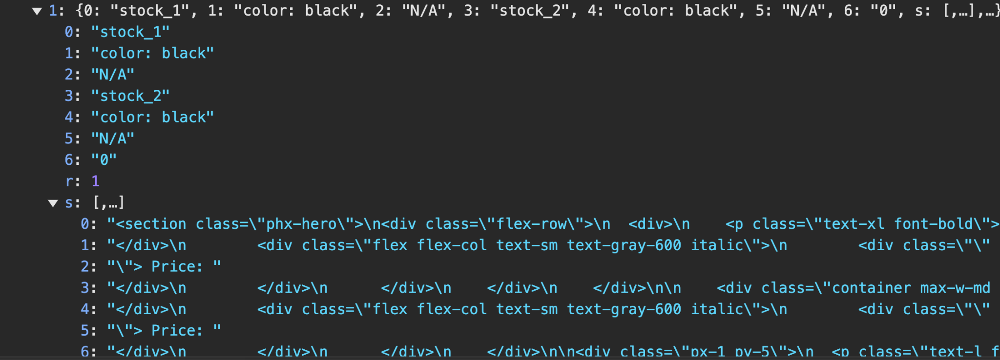 ▼ 1: {0: "stock_1", 1: "color: black", 2: "N/A", 3: "stock_2", 4: "color: black", 5: "N/A", 6: "0", s: [,…],…}
0: "stock_1"
1: "color: black"
2: "N/A"
3: "stock_2"
4: "color: black"
5: "N/A"
6: "0"
r: 1
▼ s: [,…]
0: "<section class=\"phx-hero\">\n<div class=\"flex-row\">\n  <div>\n    <p class=\"text-xl font-bold\">
1: "</div>\n        <div class=\"flex flex-col text-sm text-gray-600 italic\">\n        <div class=\"\"
2: "\"> Price: "
3: "</div>\n        </div>\n      </div>\n    </div>\n    </div>\n\n    <div class=\"container max-w-md
4: "</div>\n        <div class=\"flex flex-col text-sm text-gray-600 italic\">\n        <div class=\"\"
5: "\"> Price: "
6: "</div>\n        </div>\n      </div>\n    </div>\n\n<div class=\"px-1 py-5\">\n  <p class=\"text-l f